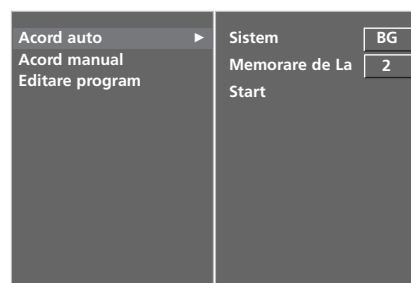 Acord auto ►
Acord manual
Editare program
Sistem BG
Memorare de La 2
Start